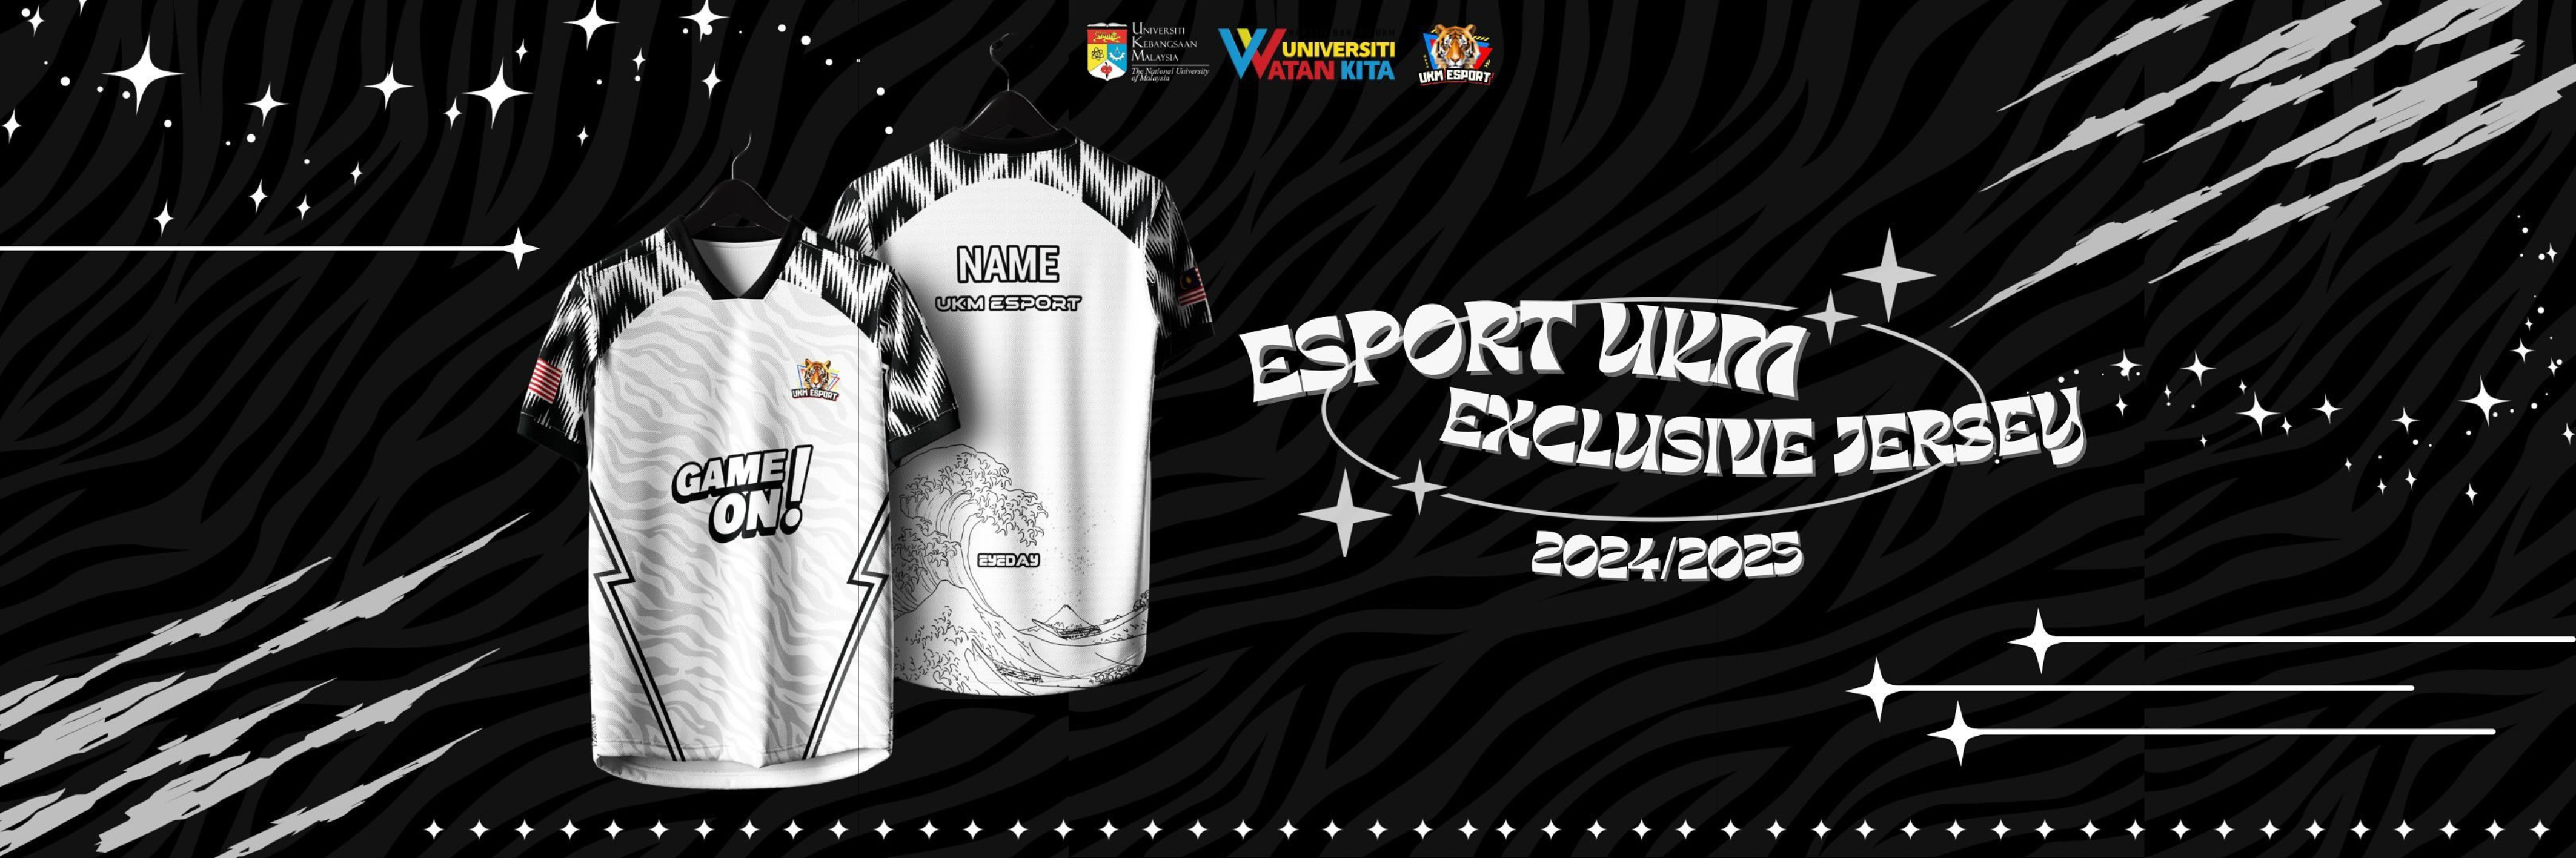 UNIVERSITI
KEBANGSAAN
MALAYSIA
The National University
of Malaysia
UNIVERSITI
WATAN KITA
UKM ESPORT
NAME
UKM ESPORT
EYEDAY
UKM ESPORT
GAME
ON!
ESPORT UKM
EXCLUSIVE JERSEY
2024/2025